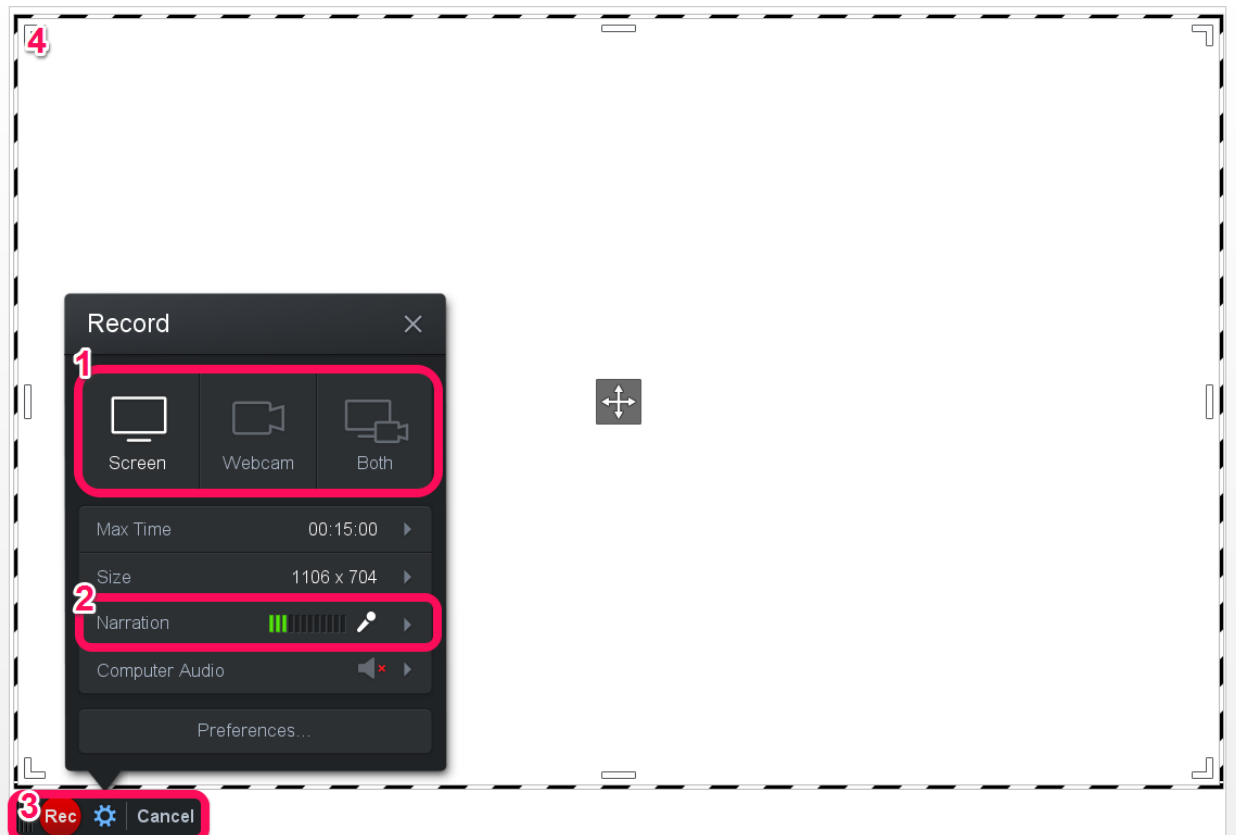 4
Record
1
Screen Webcam Both
Max Time 00:15:00
Size 1106 x 704
2
Narration
Computer Audio
Preferences...
3
Rec Cancel